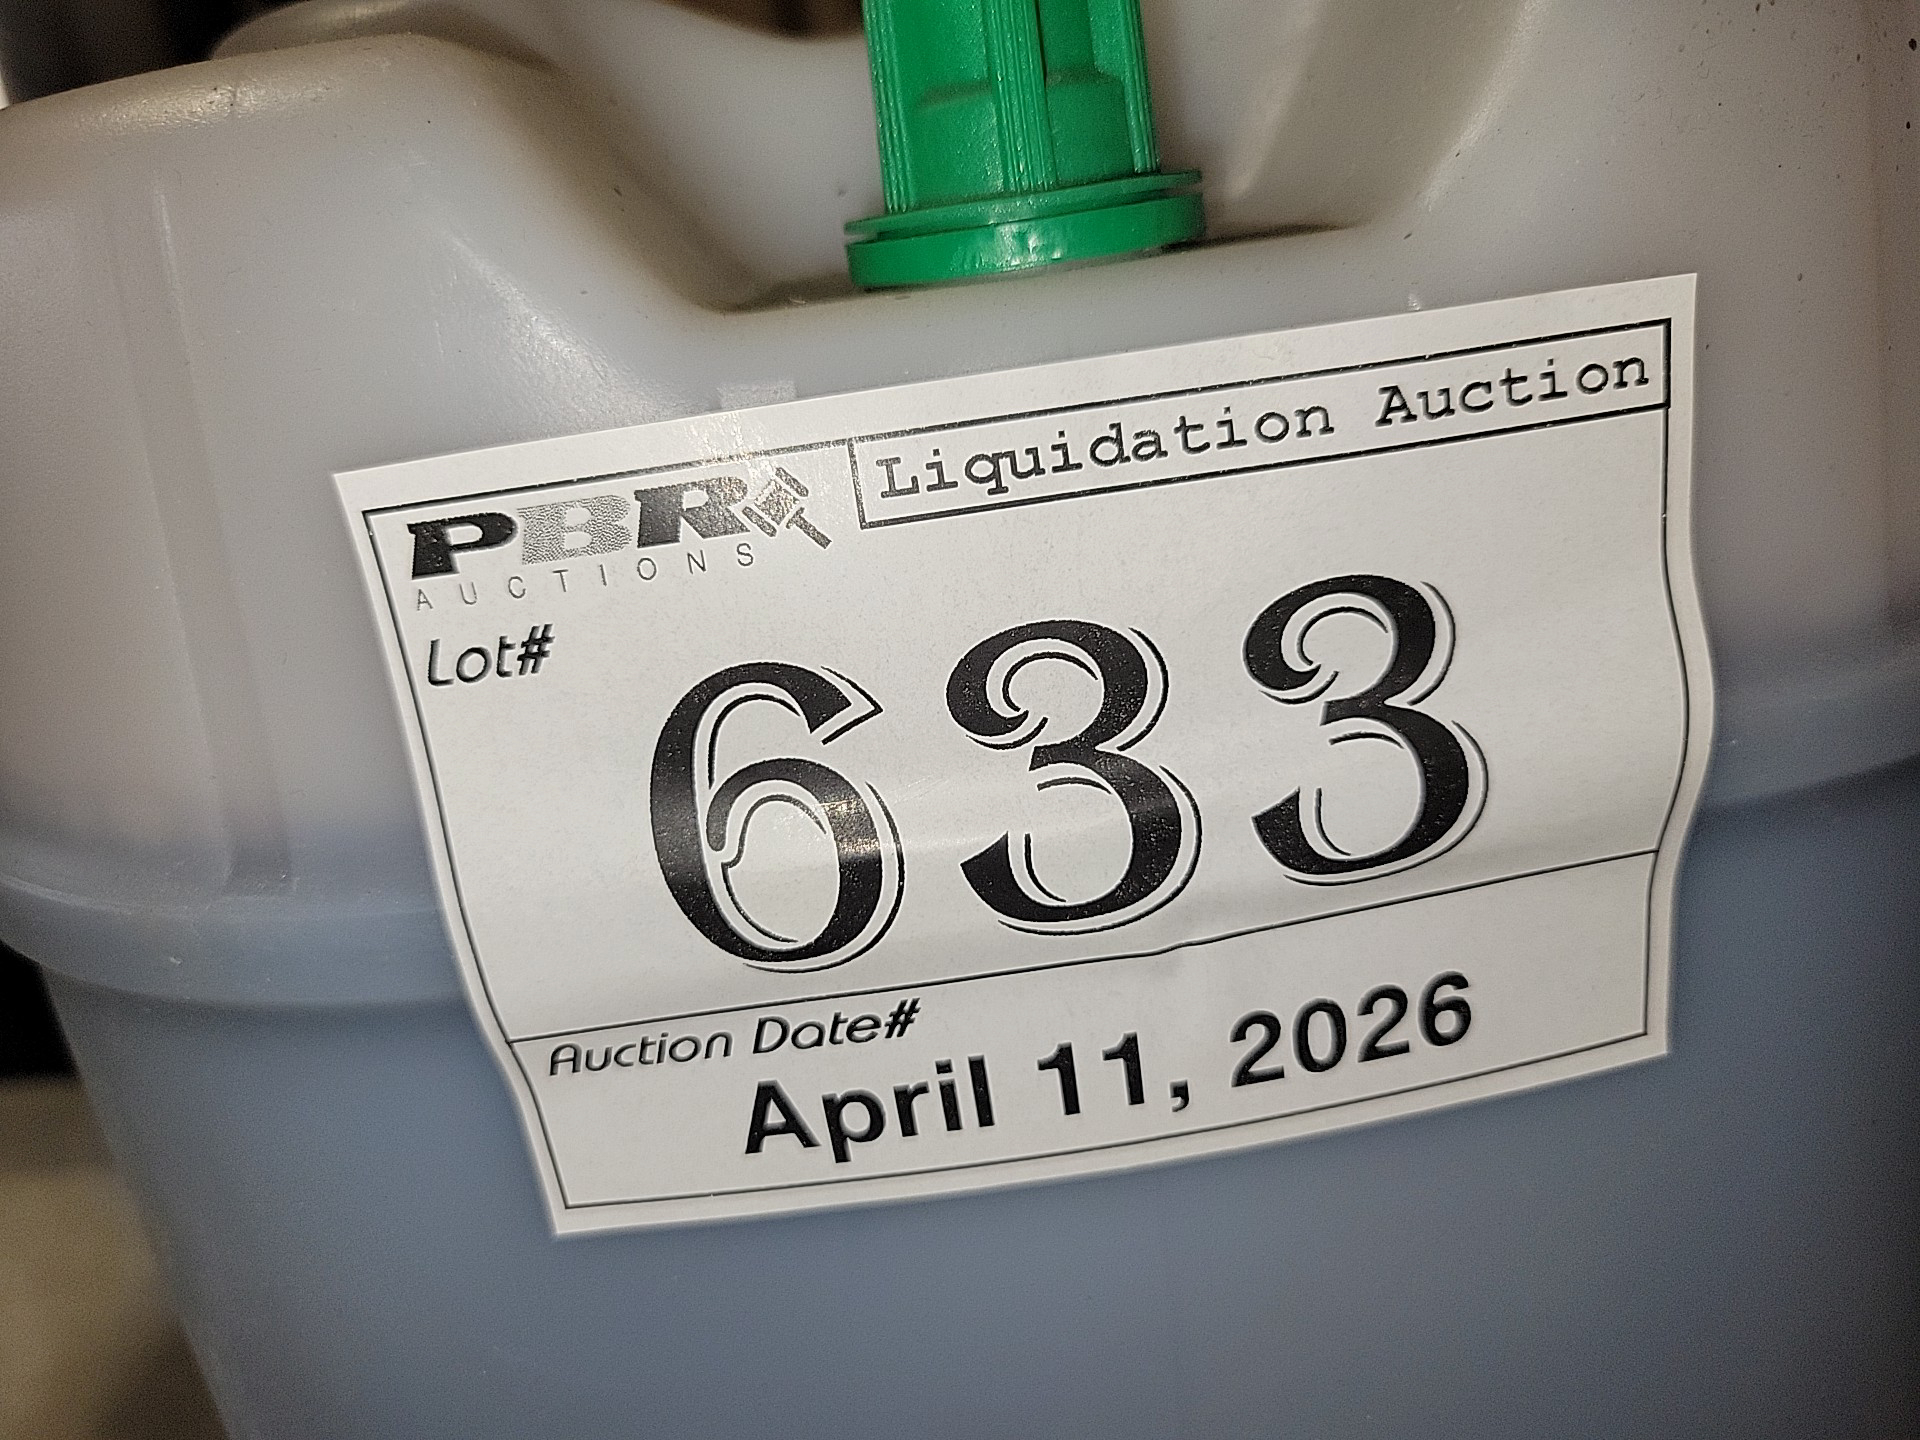 PBR
AUCTIONS
Liquidation Auction
Lot#
633
Auction Date#
April 11, 2026